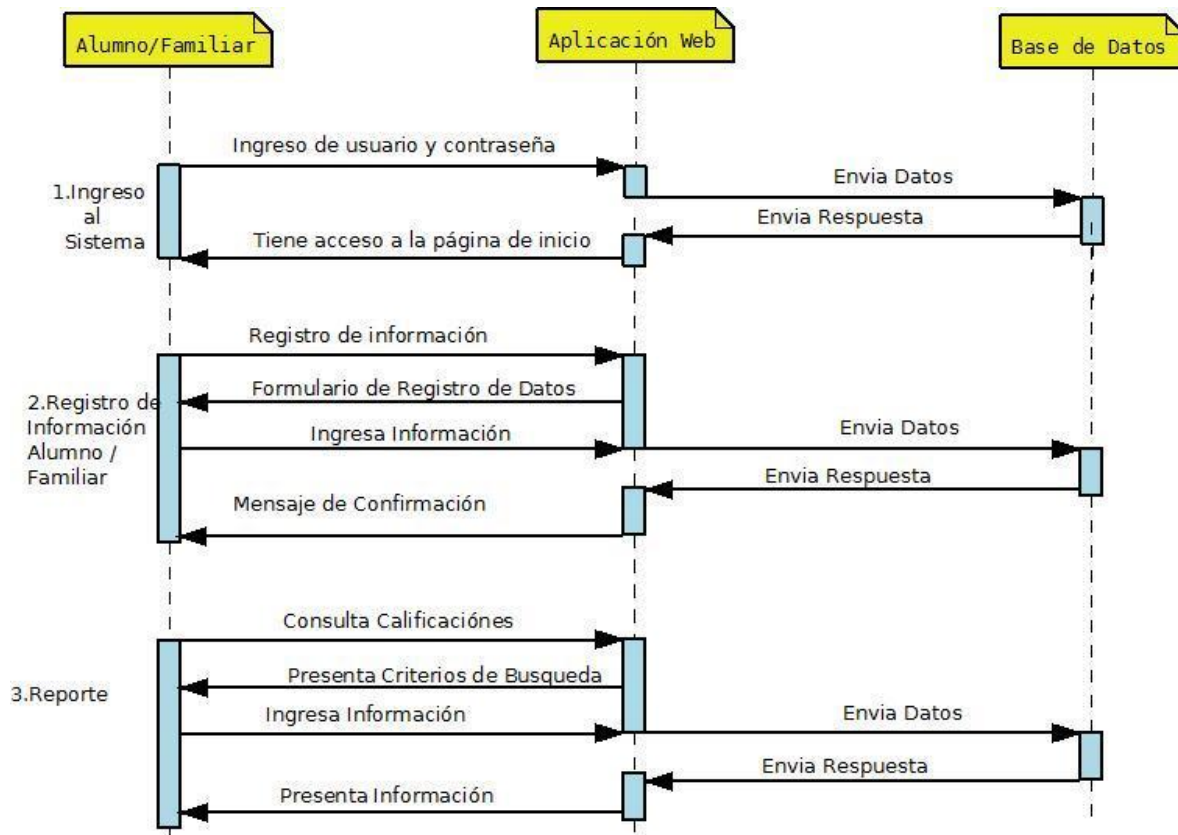 Alumno/Familiar
Aplicación Web
Base de Datos
Ingreso de usuario y contraseña
Envia Datos
1.Ingreso
al
Sistema
Envia Respuesta
Tiene acceso a la página de inicio
Registro de información
Formulario de Registro de Datos
2.Registro de
Información
Alumno /
Familiar
Ingresa Información
Envia Datos
Envia Respuesta
Mensaje de Confirmación
Consulta Calificaciónes
Presenta Criterios de Busqueda
3.Reporte
Ingresa Información
Envia Datos
Envia Respuesta
Presenta Información